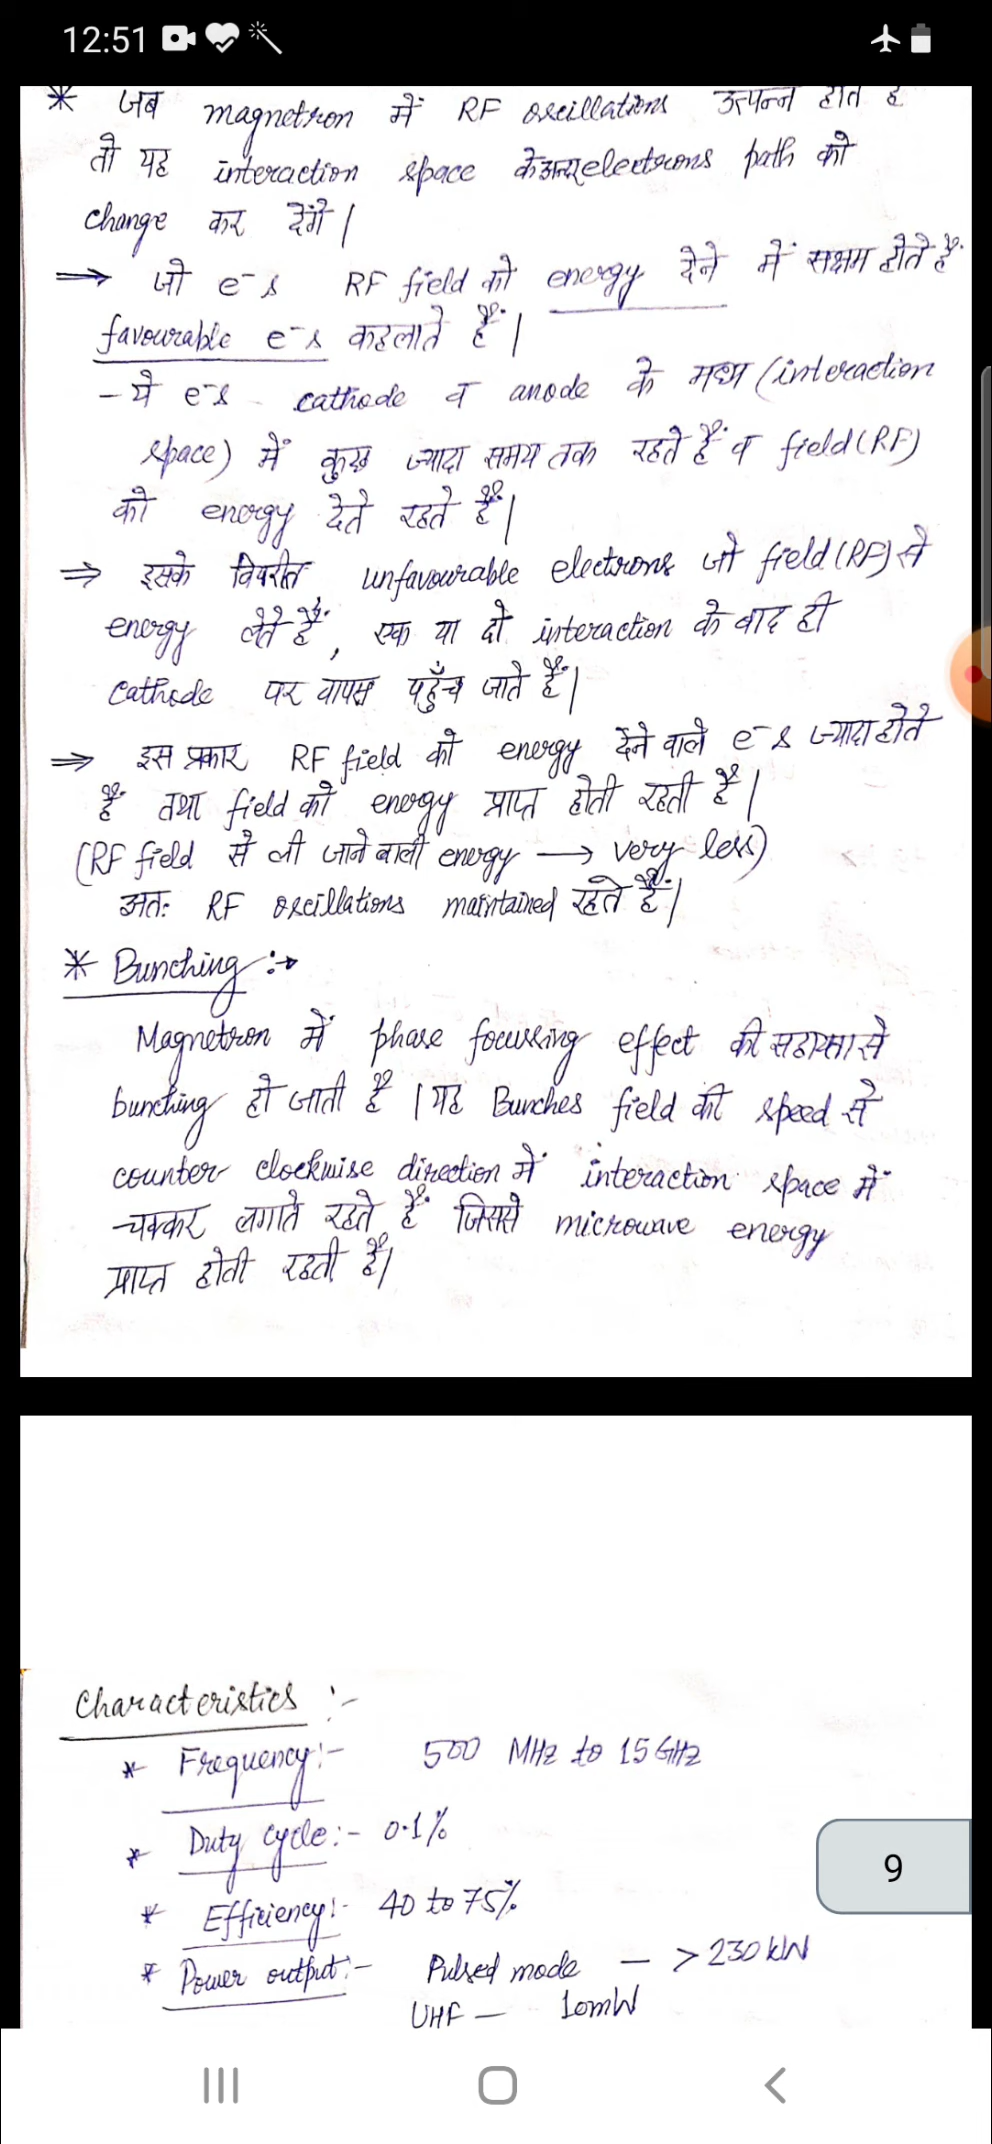 12:51
* जब magnetron में RF oscillations उत्पन्न होते हैं
तो यह interaction space के अन्य electrons path को
change कर देंगे |
⇒ जो e⁻s RF field को energy देने में सक्षम होते हैं
favourable e⁻s कहलाते हैं |
- ये e⁻s - cathode व anode के मध्य (interaction
space) में कुछ ज्यादा समय तक रहते हैं व field (RF)
को energy देते रहते हैं |
⇒ इसके विपरीत unfavourable electrons जो field (RF) से
energy लेते हैं, एक या दो interaction के बाद ही
cathode पर वापस पहुँच जाते हैं |
⇒ इस प्रकार RF field को energy देने वाले e⁻s ज्यादा होते
हैं तथा field को energy प्राप्त होती रहती है |
(RF field से ली जाने वाली energy → very less)
अतः RF oscillations maintained रहते हैं |
* Bunching :→
Magnetron में phase focussing effect की सहायता से
bunching हो जाती है | यह Bunches field की speed से
counter clockwise direction में interaction space में
चक्कर लगाते रहते हैं जिससे microwave energy
प्राप्त होती रहती है |
Characteristics :-
* Frequency :- 500 MHz to 15 GHz
* Duty cycle :- 0.1%
9
* Efficiency :- 40 to 75%
* Power output :- Pulsed mode — > 230 kW
UHF — 10mW